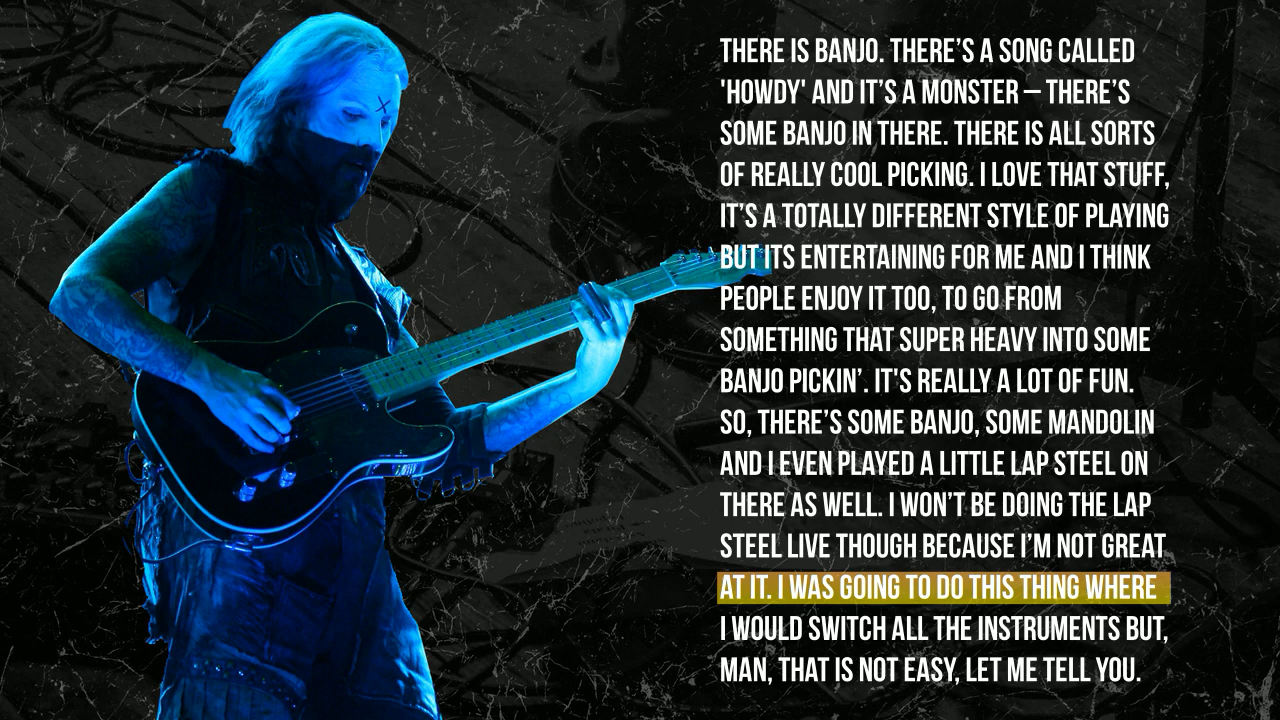 THERE IS BANJO. THERE’S A SONG CALLED
'HOWDY' AND IT’S A MONSTER – THERE’S
SOME BANJO IN THERE. THERE IS ALL SORTS
OF REALLY COOL PICKING. I LOVE THAT STUFF,
IT’S A TOTALLY DIFFERENT STYLE OF PLAYING
BUT ITS ENTERTAINING FOR ME AND I THINK
PEOPLE ENJOY IT TOO, TO GO FROM
SOMETHING THAT SUPER HEAVY INTO SOME
BANJO PICKIN’. IT'S REALLY A LOT OF FUN.
SO, THERE’S SOME BANJO, SOME MANDOLIN
AND I EVEN PLAYED A LITTLE LAP STEEL ON
THERE AS WELL. I WON’T BE DOING THE LAP
STEEL LIVE THOUGH BECAUSE I’M NOT GREAT
AT IT. I WAS GOING TO DO THIS THING WHERE
I WOULD SWITCH ALL THE INSTRUMENTS BUT,
MAN, THAT IS NOT EASY, LET ME TELL YOU.